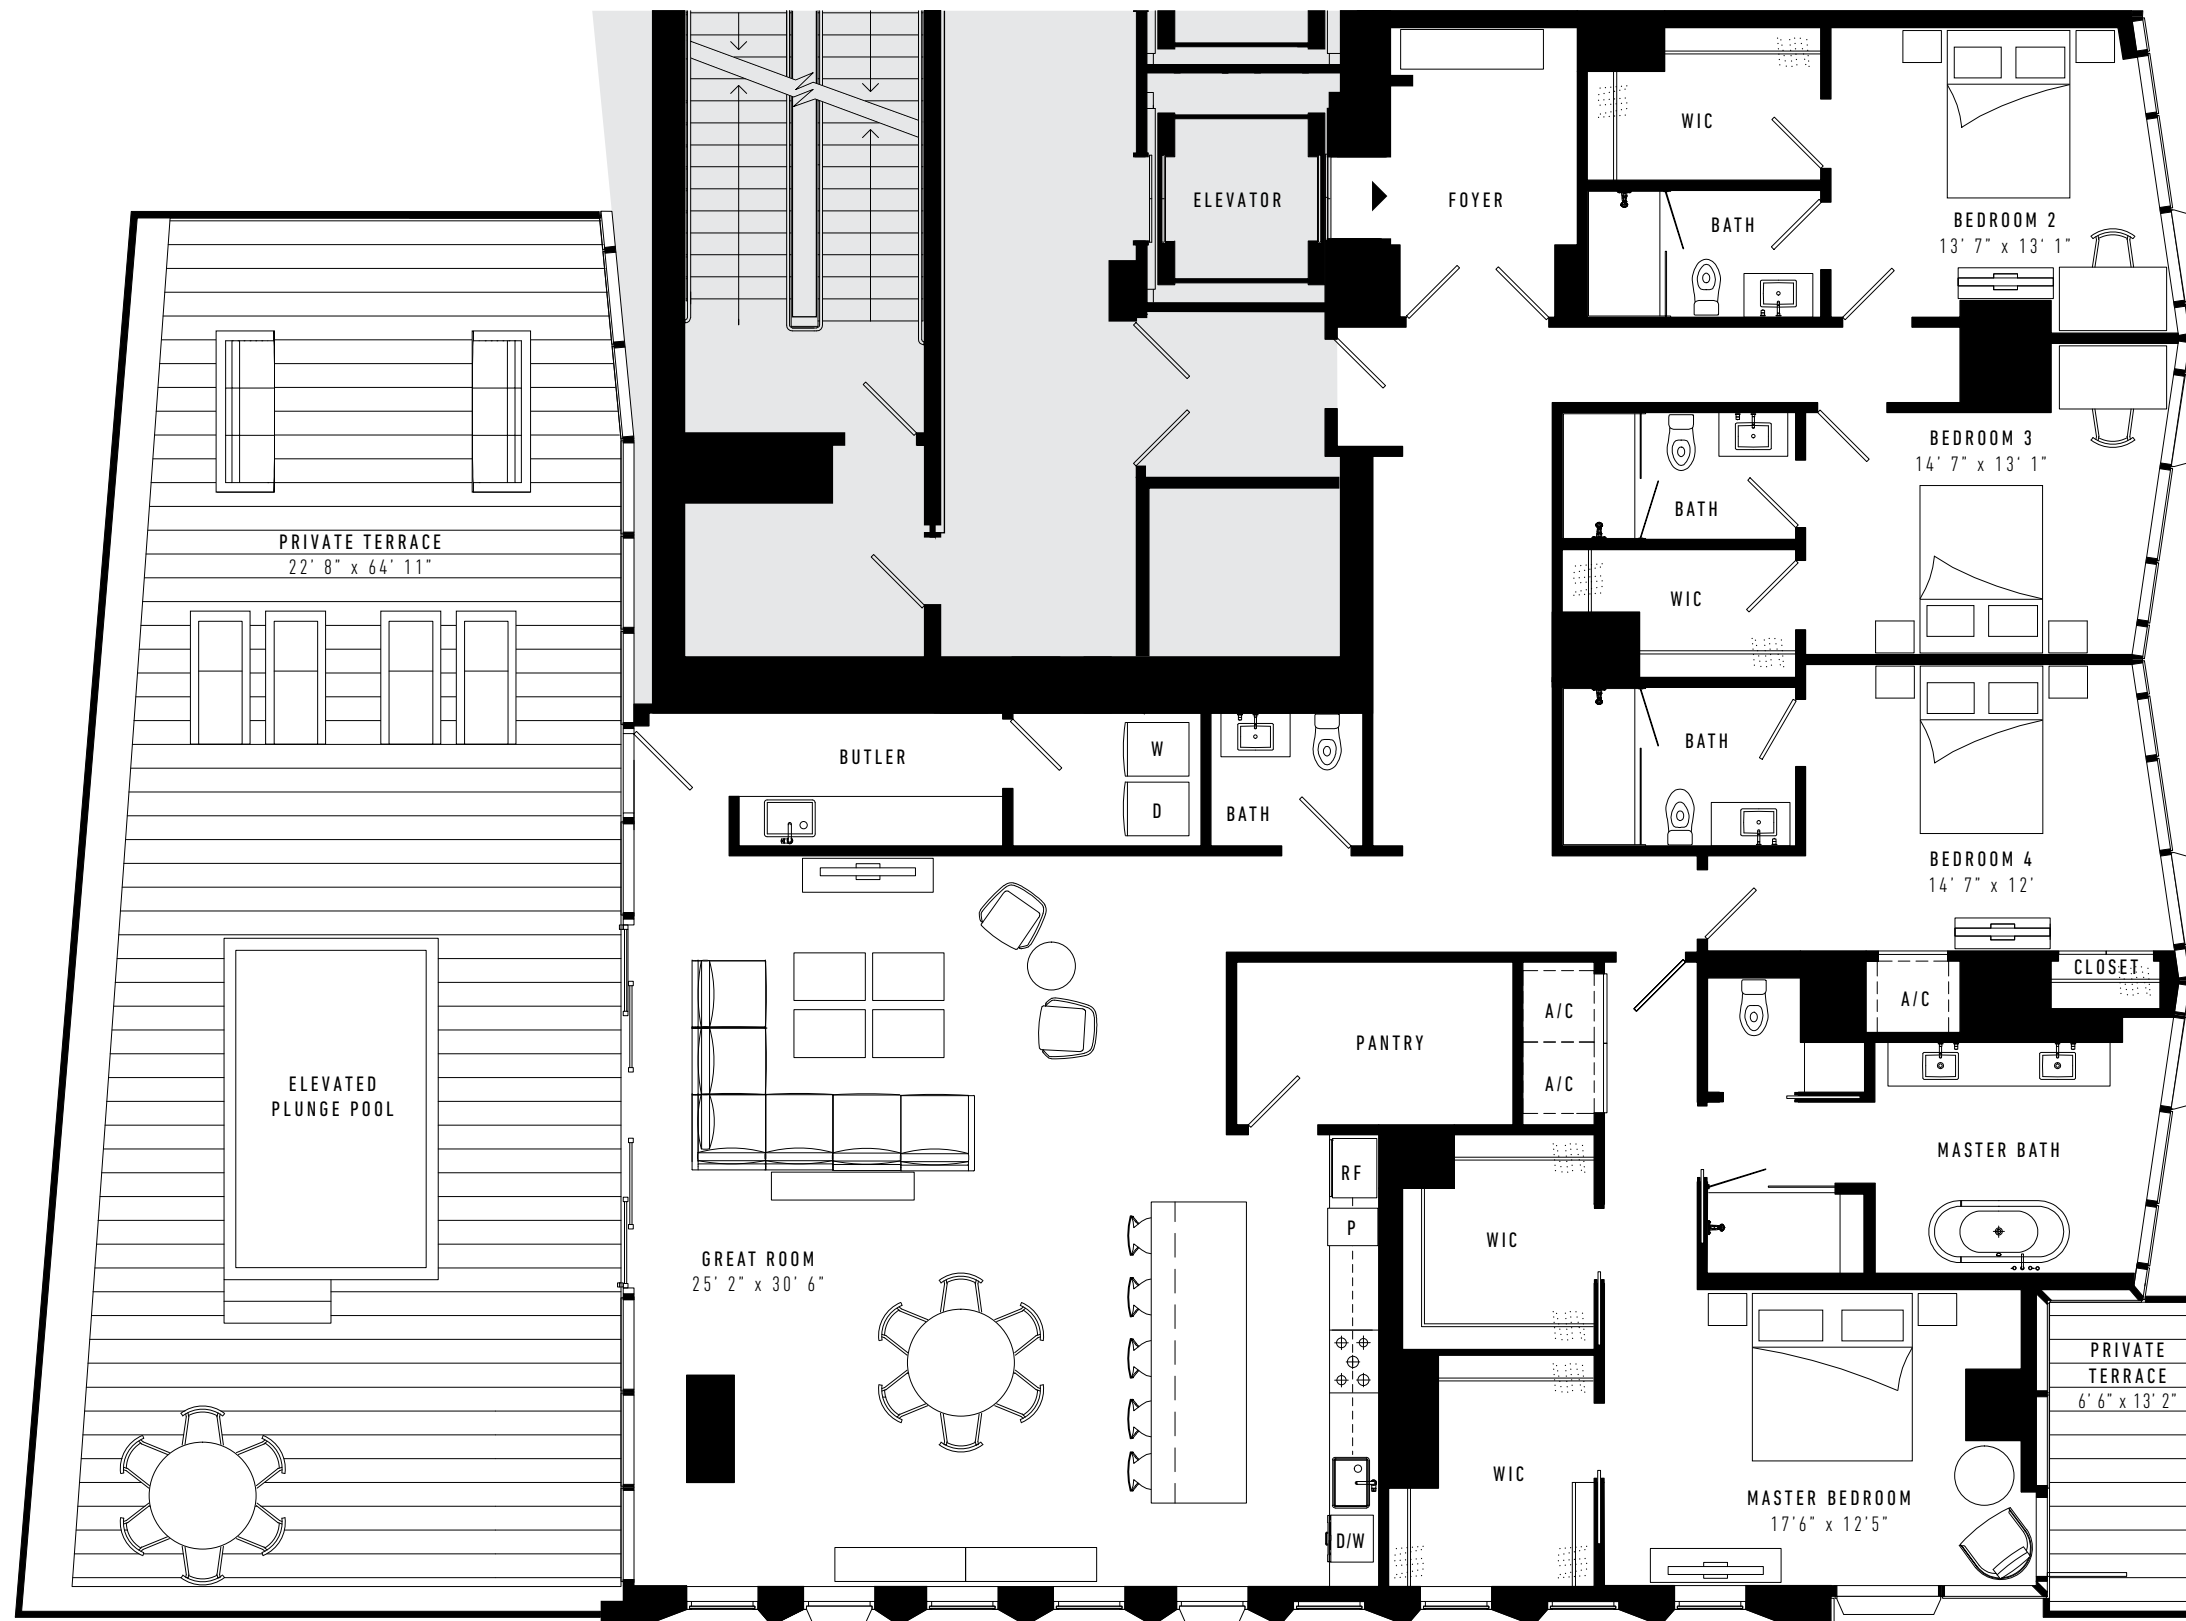 WIC
ELEVATOR
FOYER
BATH
BEDROOM 2
13' 7" x 13' 1"
BEDROOM 3
14' 7" x 13' 1"
BATH
WIC
PRIVATE TERRACE
22' 8" x 64' 11"
BUTLER
W
D
BATH
BATH
BEDROOM 4
14' 7" x 12'
CLOSET
A/C
A/C
A/C
PANTRY
ELEVATED
PLUNGE POOL
MASTER BATH
RF
P
WIC
GREAT ROOM
25' 2" x 30' 6"
PRIVATE
TERRACE
6' 6" x 13' 2"
WIC
MASTER BEDROOM
17'6" x 12'5"
D/W